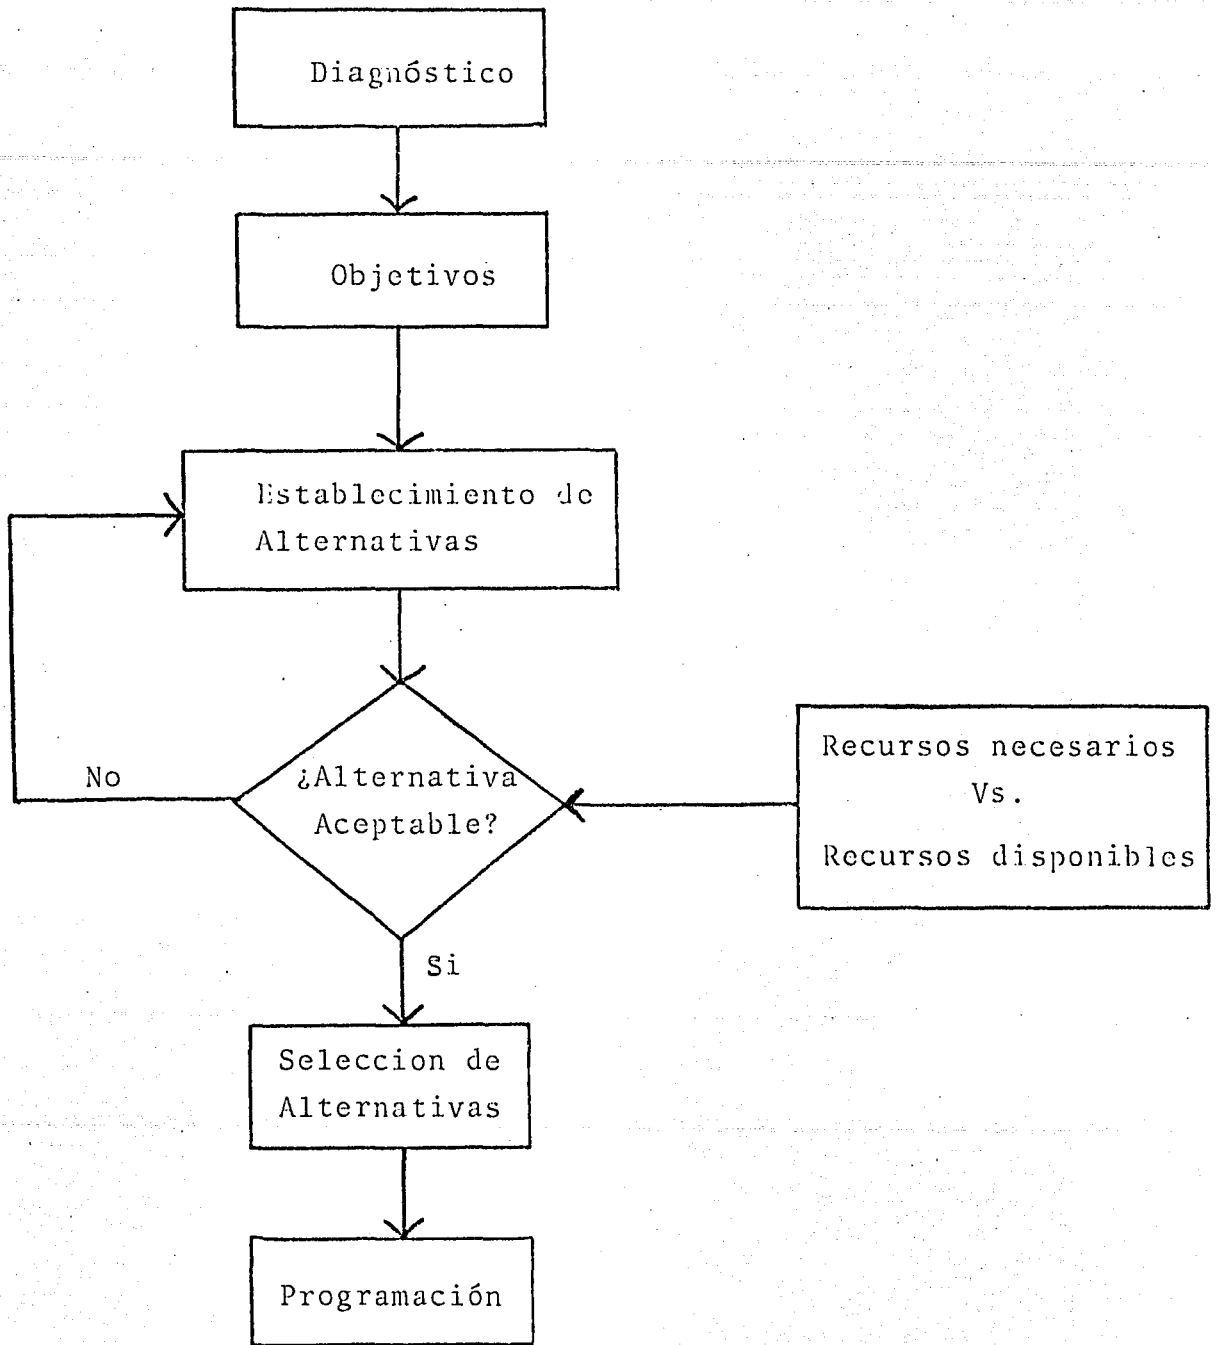 Diagnóstico
Objetivos
Establecimiento de
Alternativas
¿Alternativa
Aceptable?
No
Recursos necesarios
Vs.
Recursos disponibles
Si
Seleccion de
Alternativas
Programación